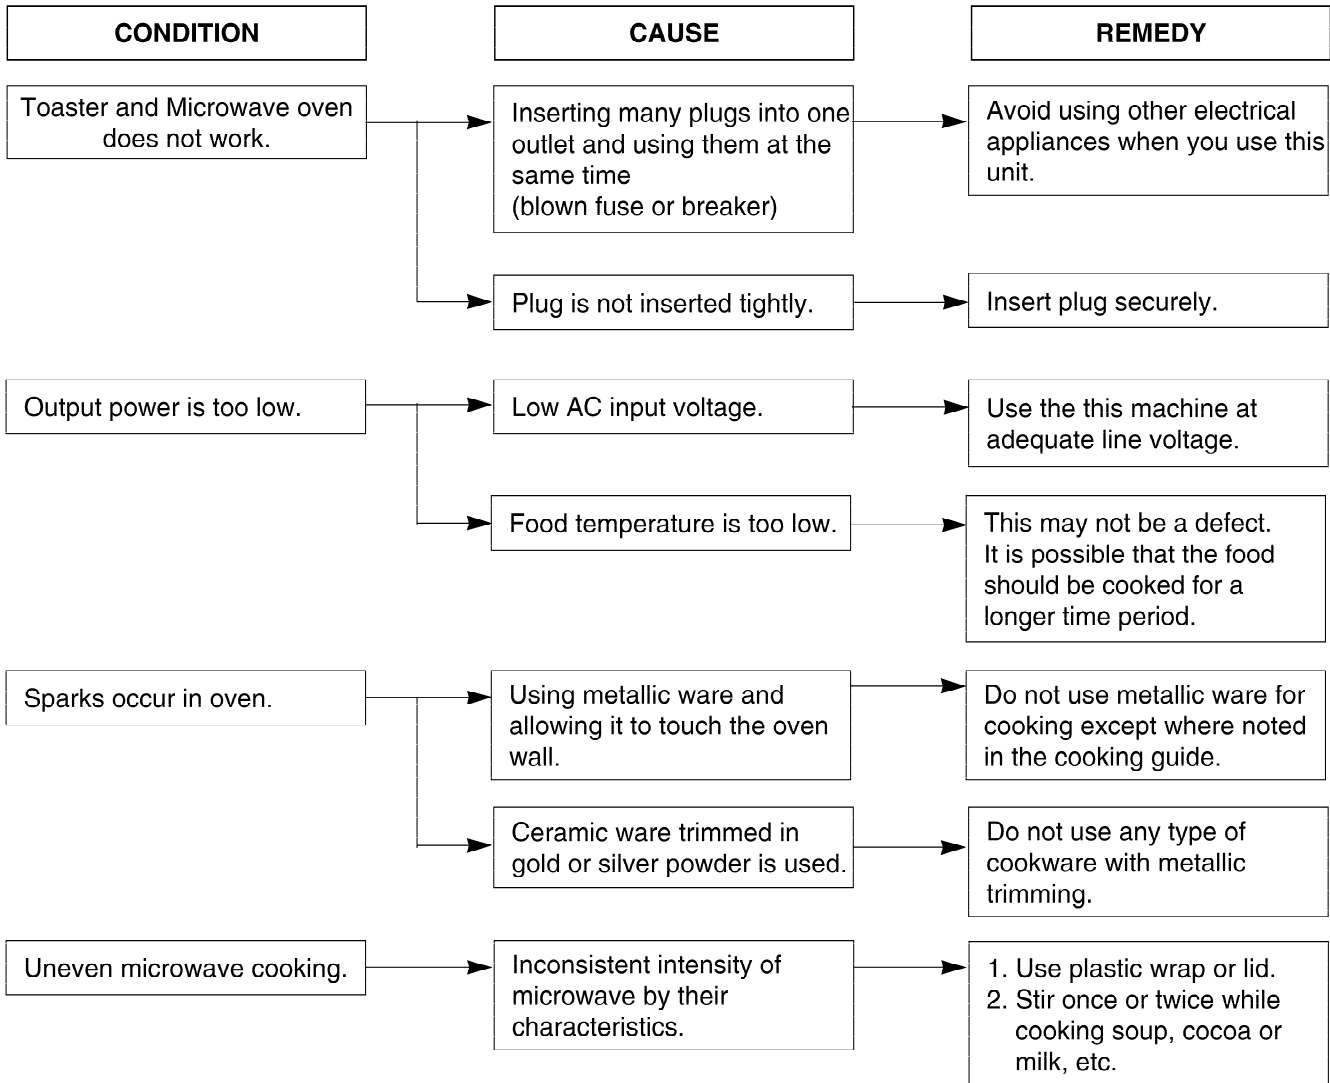 CONDITION
CAUSE
REMEDY
Toaster and Microwave oven
does not work.
Inserting many plugs into one
outlet and using them at the
same time
(blown fuse or breaker)
Avoid using other electrical
appliances when you use this
unit.
Plug is not inserted tightly.
Insert plug securely.
Output power is too low.
Low AC input voltage.
Use the this machine at
adequate line voltage.
Food temperature is too low.
This may not be a defect.
It is possible that the food
should be cooked for a
longer time period.
Sparks occur in oven.
Using metallic ware and
allowing it to touch the oven
wall.
Do not use metallic ware for
cooking except where noted
in the cooking guide.
Ceramic ware trimmed in
gold or silver powder is used.
Do not use any type of
cookware with metallic
trimming.
Uneven microwave cooking.
Inconsistent intensity of
microwave by their
characteristics.
1. Use plastic wrap or lid.
2. Stir once or twice while
cooking soup, cocoa or
milk, etc.